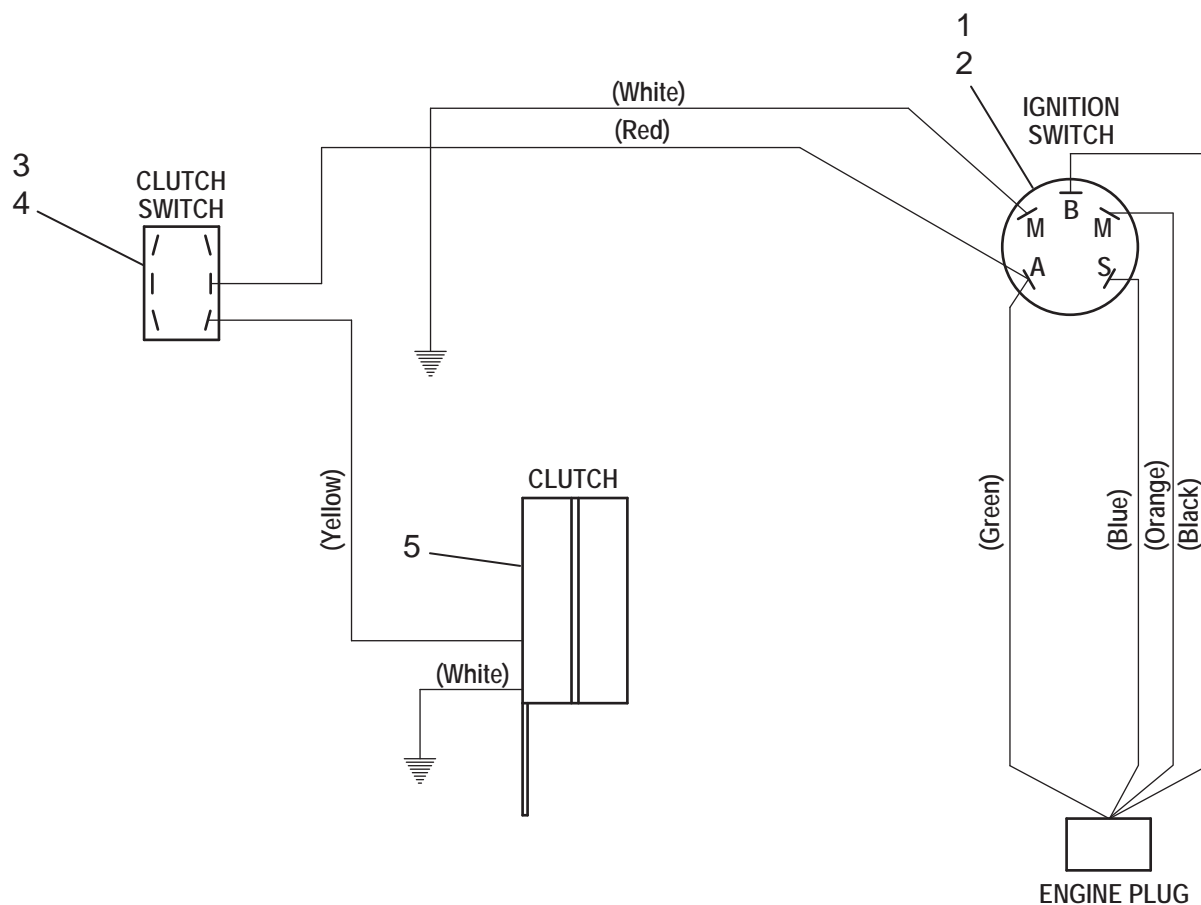 1
2
(White)
IGNITION
SWITCH
(Red)
3
4
CLUTCH
SWITCH
B
M
M
A
S
CLUTCH
(Yellow)
(Green)
(Blue)
(Orange)
(Black)
5
(White)
ENGINE PLUG